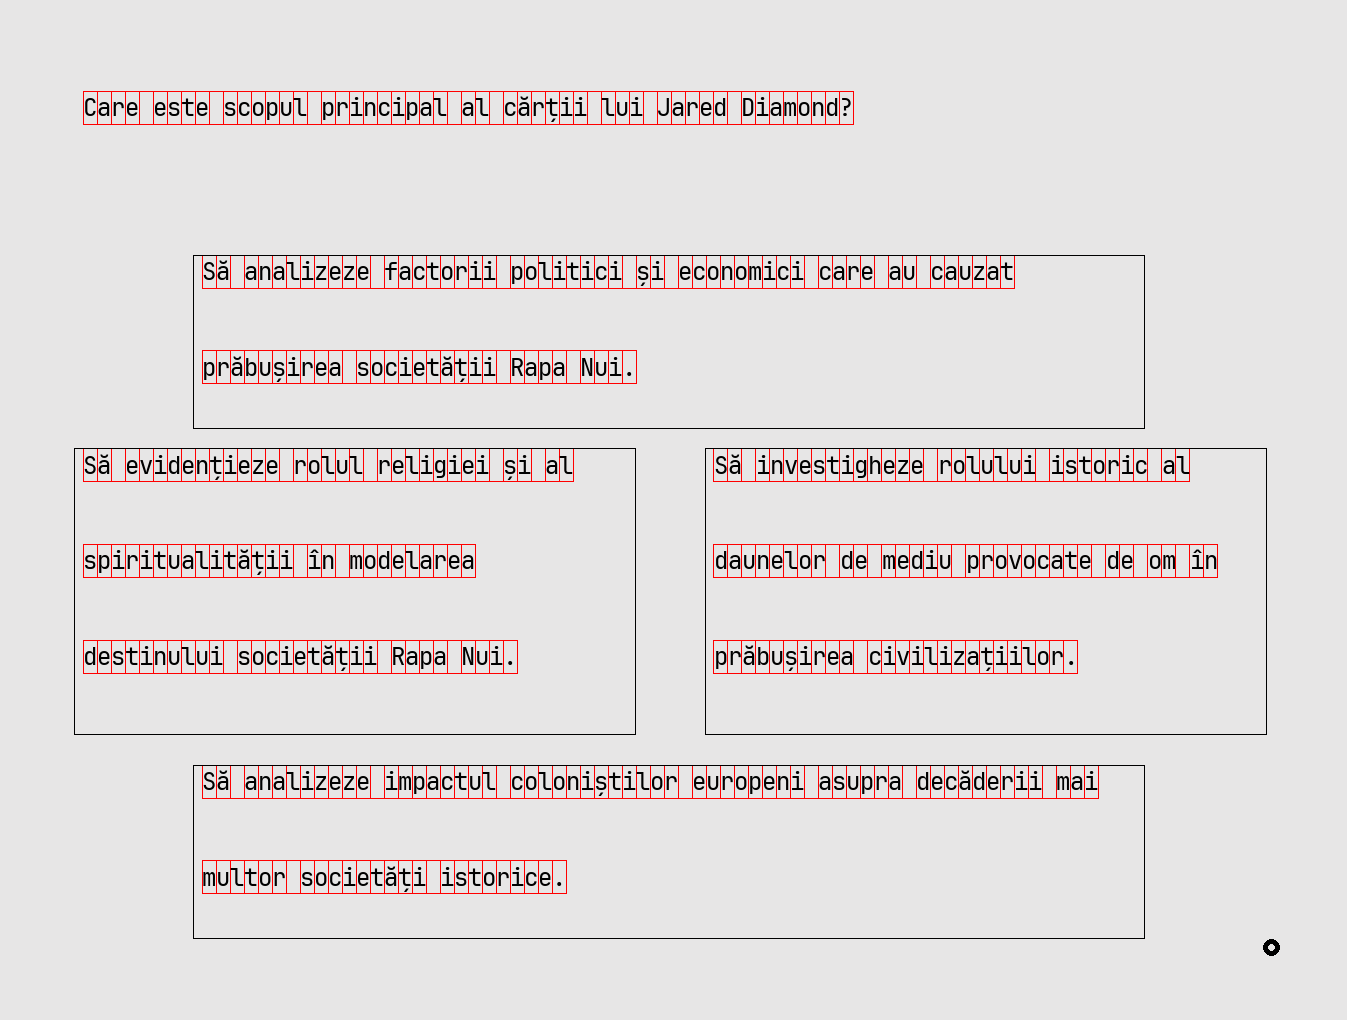 Care este scopul principal al cărții lui Jared Diamond?
Să analizeze factorii politici și economici care au cauzat
prăbușirea societății Rapa Nui.
Să evidențieze rolul religiei și al
spiritualității în modelarea
destinului societății Rapa Nui.
Să investigheze rolului istoric al
daunelor de mediu provocate de om în
prăbușirea civilizațiilor.
Să analizeze impactul coloniștilor europeni asupra decăderii mai
multor societăți istorice.